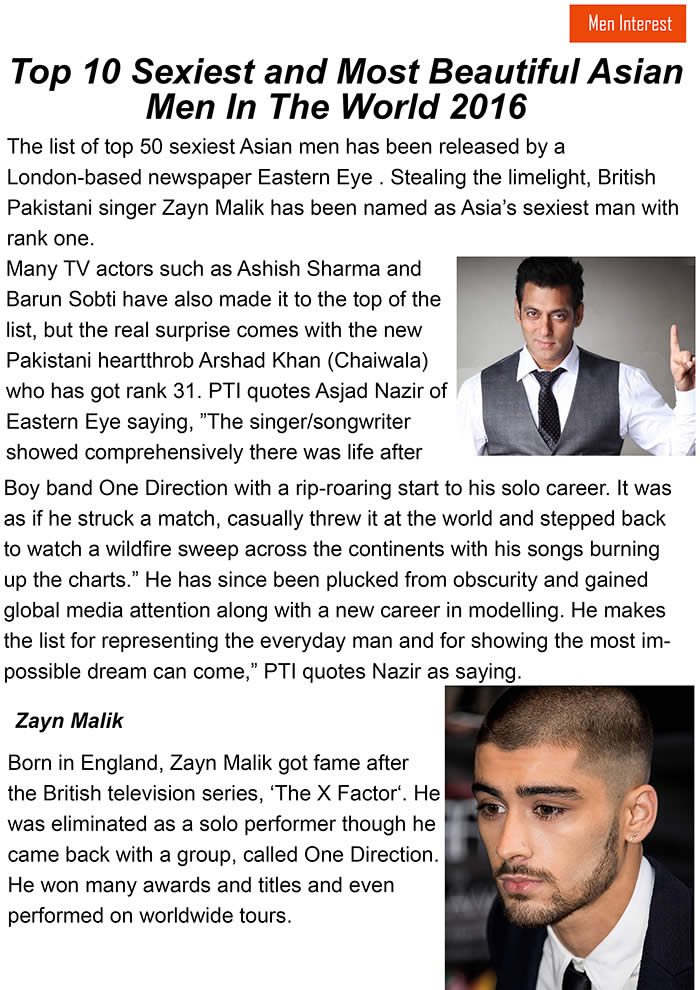 Men Interest
Top 10 Sexiest and Most Beautiful Asian
Men In The World 2016
The list of top 50 sexiest Asian men has been released by a
London-based newspaper Eastern Eye . Stealing the limelight, British
Pakistani singer Zayn Malik has been named as Asia’s sexiest man with
rank one.
Many TV actors such as Ashish Sharma and
Barun Sobti have also made it to the top of the
list, but the real surprise comes with the new
Pakistani heartthrob Arshad Khan (Chaiwala)
who has got rank 31. PTI quotes Asjad Nazir of
Eastern Eye saying, ”The singer/songwriter
showed comprehensively there was life after
Boy band One Direction with a rip-roaring start to his solo career. It was
as if he struck a match, casually threw it at the world and stepped back
to watch a wildfire sweep across the continents with his songs burning
up the charts.” He has since been plucked from obscurity and gained
global media attention along with a new career in modelling. He makes
the list for representing the everyday man and for showing the most im-
possible dream can come,” PTI quotes Nazir as saying.
Zayn Malik
Born in England, Zayn Malik got fame after
the British television series, ‘The X Factor‘. He
was eliminated as a solo performer though he
came back with a group, called One Direction.
He won many awards and titles and even
performed on worldwide tours.